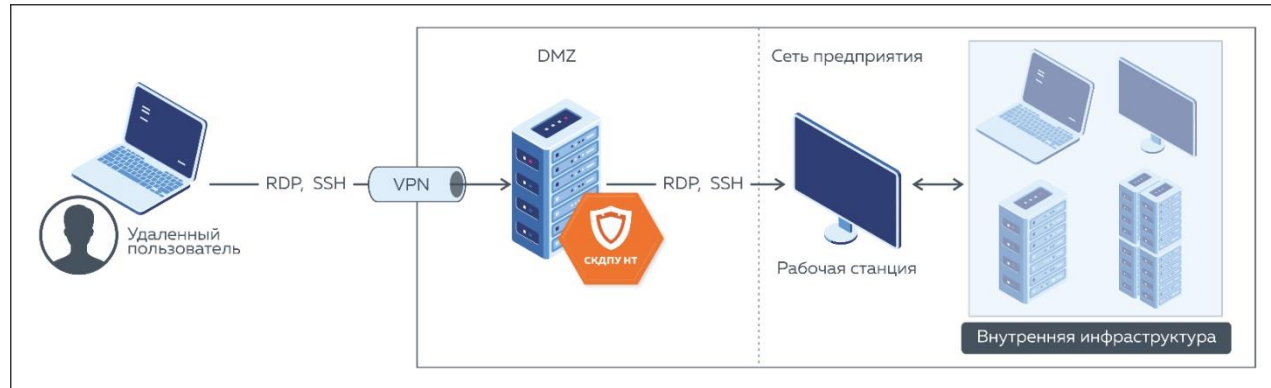 DMZ
Сеть предприятия
RDP, SSH
VPN
RDP, SSH
СКДПУ НТ
Удаленный
пользователь
Рабочая станция
Внутренняя инфраструктура